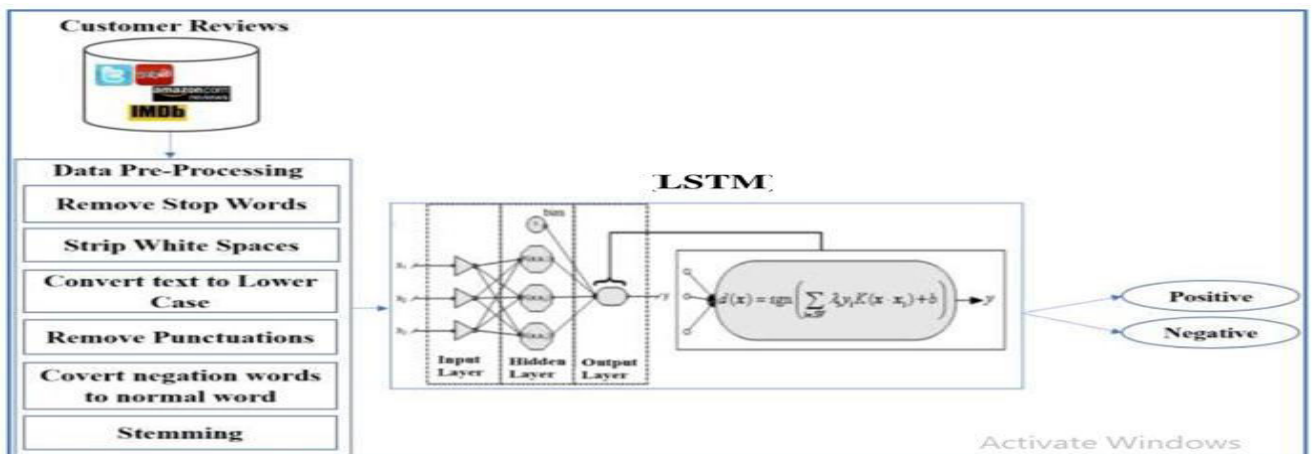 Customer Reviews
amazon.com
reviews
IMDb
Data Pre-Processing
Remove Stop Words
Strip White Spaces
Convert text to Lower
Case
Remove Punctuations
Covert negation words
to normal word
Stemming
LSTM
bias
Input
Layer
Hidden
Layer
Output
Layer
y
y
Positive
Negative
Activate Windows